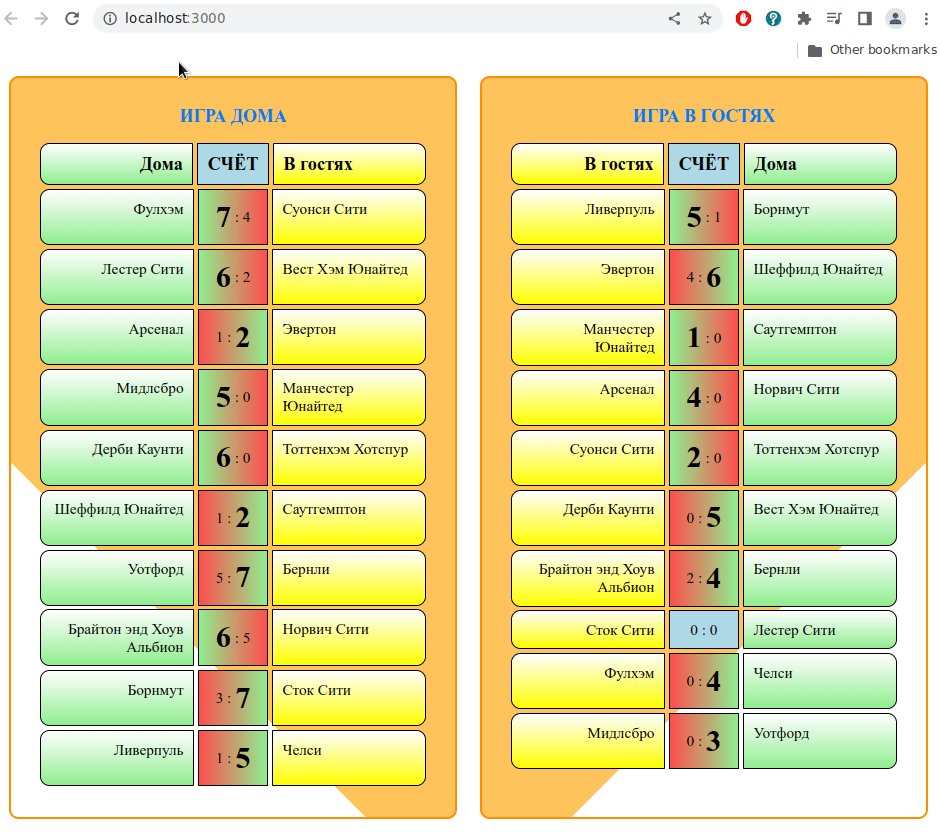 localhost:3000
Other bookmarks
ИГРА ДОМА
Дома СЧЁТ В гостях
Фулхэм 7 : 4 Суонси Сити
Лестер Сити 6 : 2 Вест Хэм Юнайтед
Арсенал 1 : 2 Эвертон
Мидлсбро 5 : 0 Манчестер
Юнайтед
Дерби Каунти 6 : 0 Тоттенхэм Хотспур
Шеффилд Юнайтед 1 : 2 Саутгемптон
Уотфорд 5 : 7 Бернли
Брайтон энд Хоув 6 : 5 Норвич Сити
Альбион
Борнмут 3 : 7 Сток Сити
Ливерпуль 1 : 5 Челси
ИГРА В ГОСТЯХ
В гостях СЧЁТ Дома
Ливерпуль 5 : 1 Борнмут
Эвертон 4 : 6 Шеффилд Юнайтед
Манчестер 1 : 0 Саутгемптон
Юнайтед
Арсенал 4 : 0 Норвич Сити
Суонси Сити 2 : 0 Тоттенхэм Хотспур
Дерби Каунти 0 : 5 Вест Хэм Юнайтед
Брайтон энд Хоув 2 : 4 Бернли
Альбион
Сток Сити 0 : 0 Лестер Сити
Фулхэм 0 : 4 Челси
Мидлсбро 0 : 3 Уотфорд